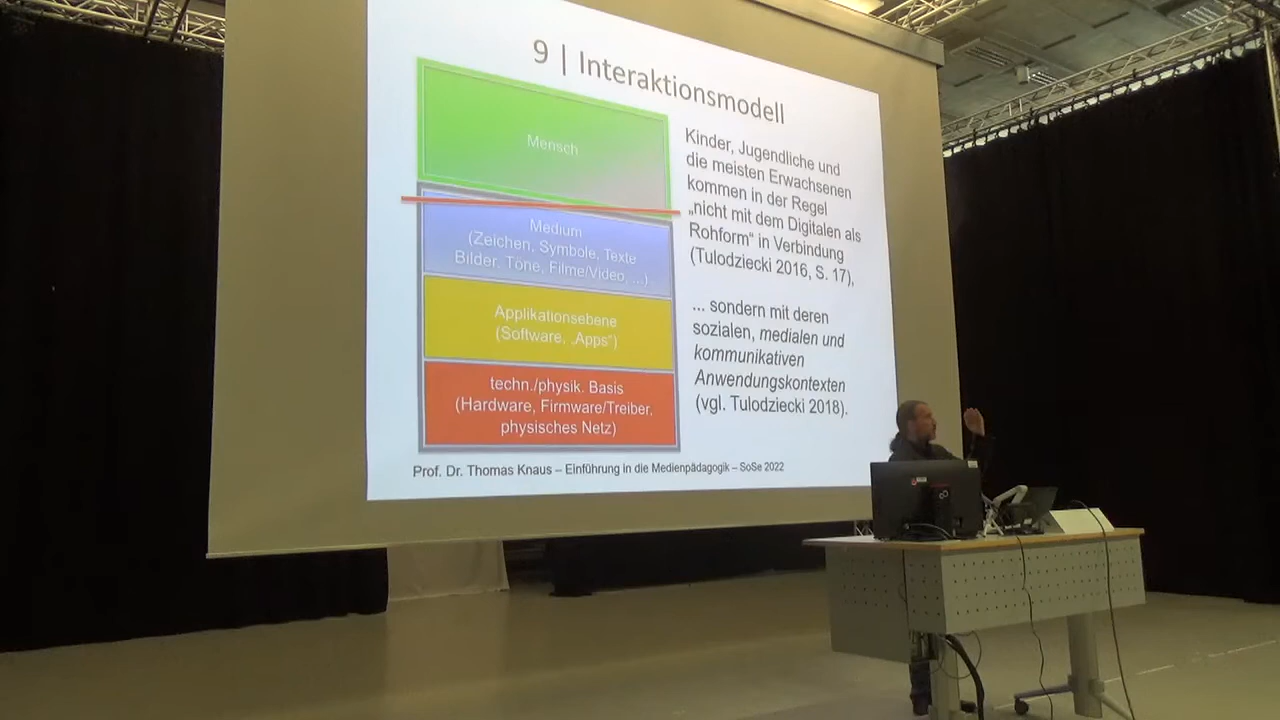 9 | Interaktionsmodell
Mensch
Medium
(Zeichen, Symbole, Texte
Bilder, Töne, Filme/Video, ...)
Applikationsebene
(Software, „Apps“)
techn./physik. Basis
(Hardware, Firmware/Treiber,
physisches Netz)
Kinder, Jugendliche und
die meisten Erwachsenen
kommen in der Regel
„nicht mit dem Digitalen als
Rohform“ in Verbindung
(Tulodziecki 2016, S. 17),
... sondern mit deren
sozialen, medialen und
kommunikativen
Anwendungskontexten
(vgl. Tulodziecki 2018).
Prof. Dr. Thomas Knaus – Einführung in die Medienpädagogik – SoSe 2022